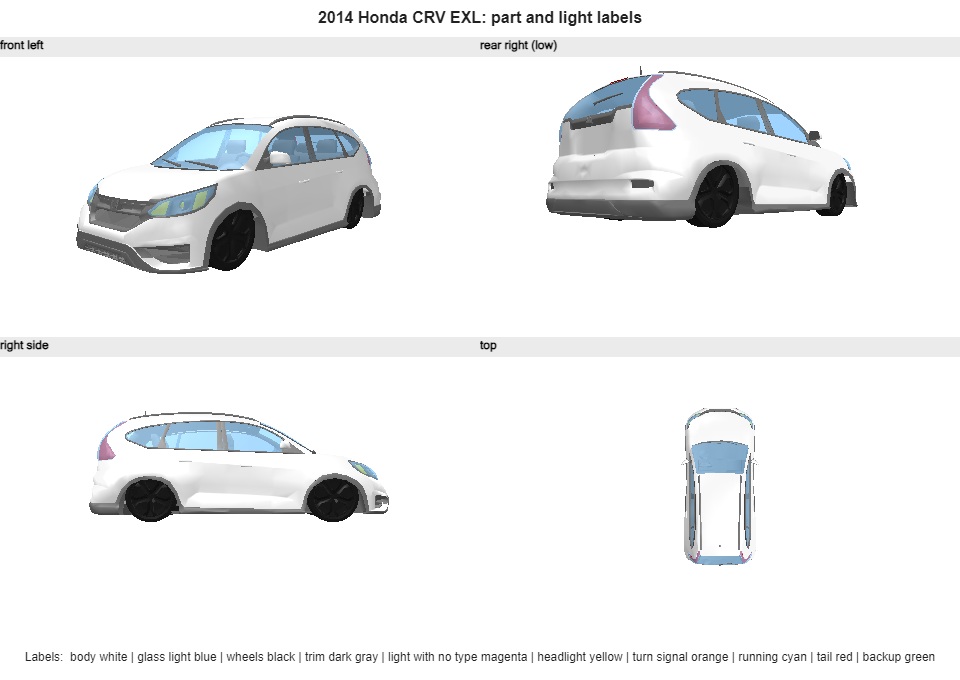 2014 Honda CRV EXL: part and light labels
front left
rear right (low)
right side
top
Labels: body white | glass light blue | wheels black | trim dark gray | light with no type magenta | headlight yellow | turn signal orange | running cyan | tail red | backup green